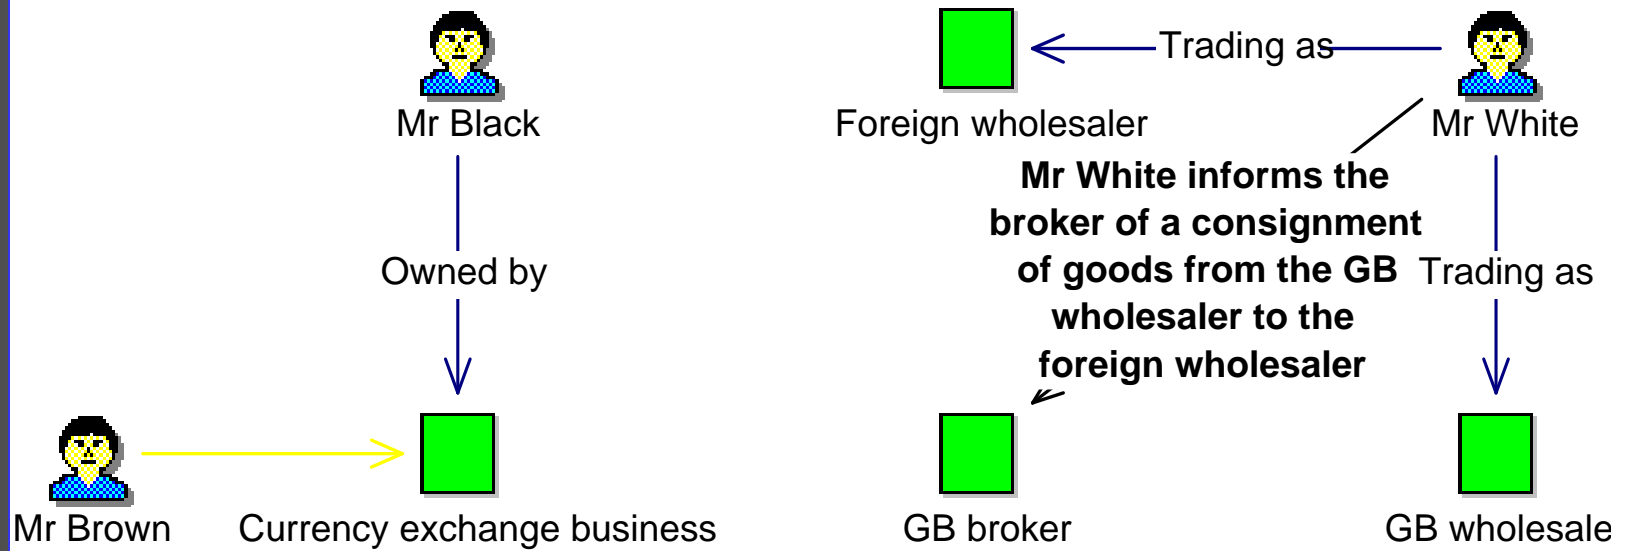 Trading as
Mr Black
Foreign wholesaler
Mr White
Mr White informs the
broker of a consignment
of goods from the GB
wholesaler to the
foreign wholesaler
Owned by
Trading as
Mr Brown
Currency exchange business
GB broker
GB wholesale